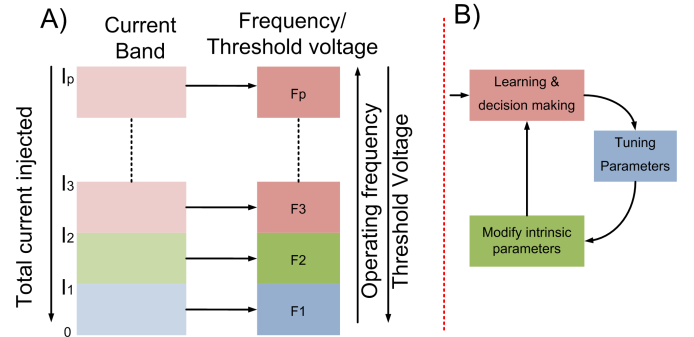 A)
Current
Band
Frequency/
Threshold voltage
Total current injected
Ip
I3
I2
I1
0
Fp
F3
F2
F1
Operating frequency
Threshold Voltage
B)
Learning &
decision making
Tuning
Parameters
Modify intrinsic
parameters